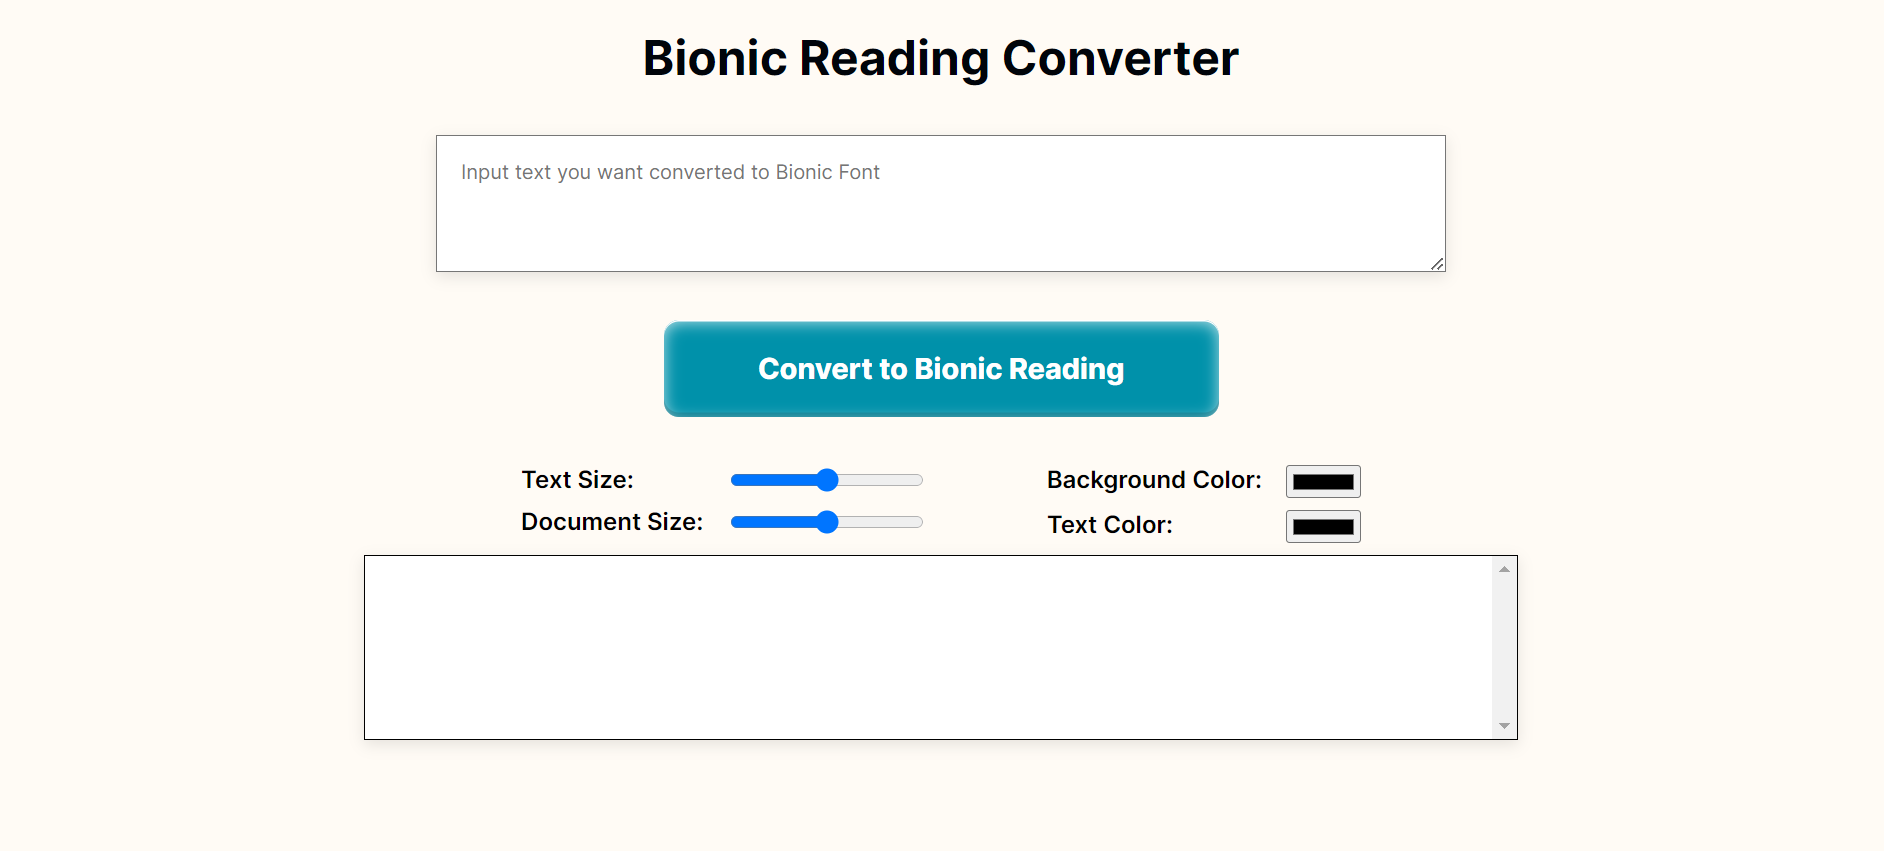 Bionic Reading Converter
Input text you want converted to Bionic Font
Convert to Bionic Reading
Text Size:
Background Color:
Document Size:
Text Color: